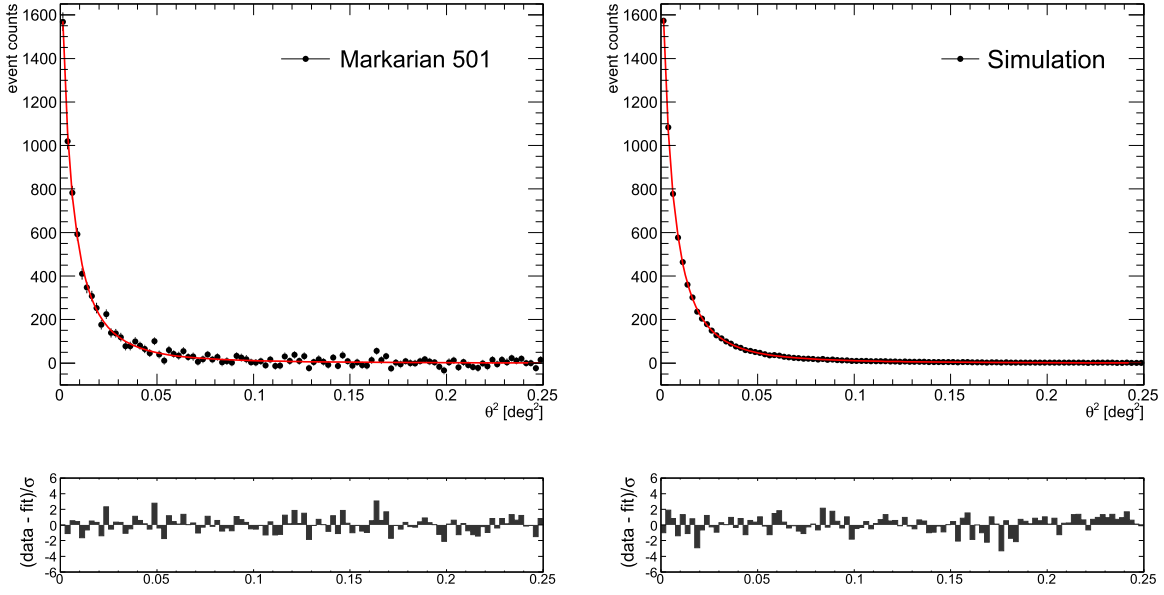 event counts
1600
1400
1200
1000
800
600
400
200
0
Markarian 501
0 0.05 0.1 0.15 0.2 0.25
θ² [deg²]
event counts
1600
1400
1200
1000
800
600
400
200
0
Simulation
0 0.05 0.1 0.15 0.2 0.25
θ² [deg²]
(data - fit)/σ
6
4
2
0
-2
-4
-6
0 0.05 0.1 0.15 0.2 0.25
(data - fit)/σ
6
4
2
0
-2
-4
-6
0 0.05 0.1 0.15 0.2 0.25